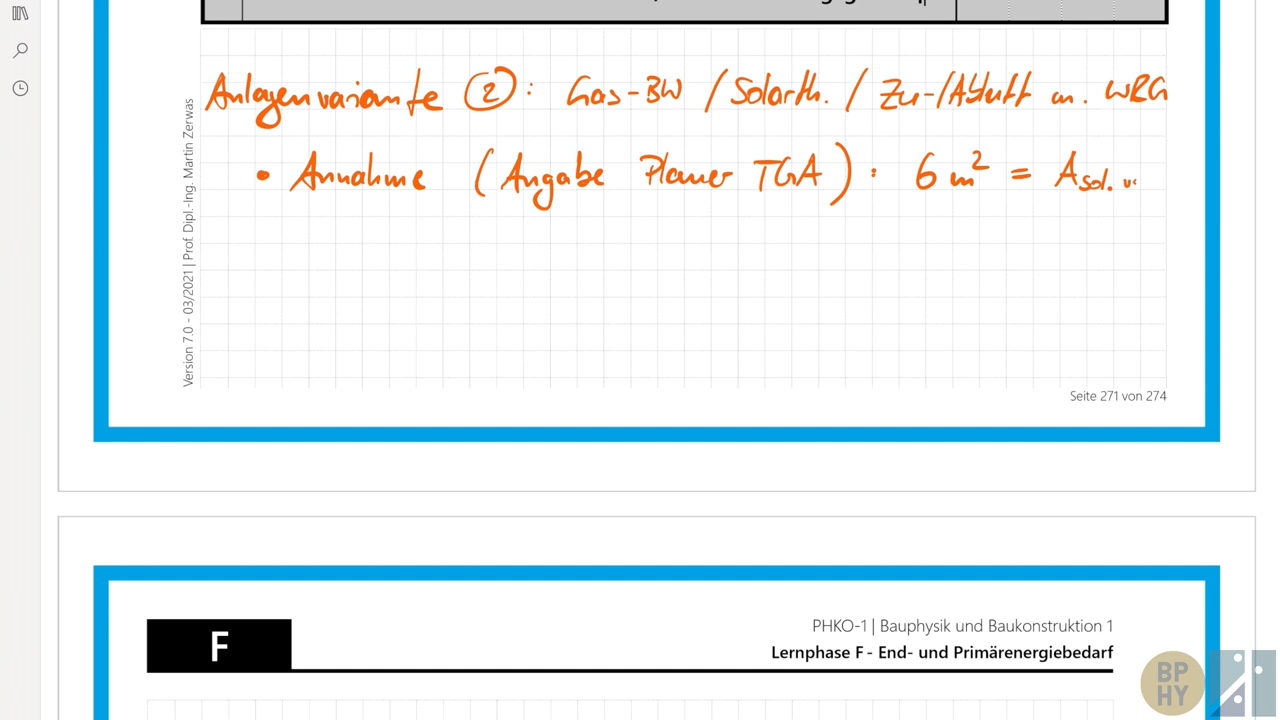 Anlagenvariante ②: Gas-BW / Solarth. / Zu-/Abluft m. WRG
• Annahme (Angabe Planer TGA): 6 m² = A sol.
Version 7.0 - 03/2021 | Prof. Dipl.-Ing. Martin Zerwas
Seite 271 von 274
F
PHKO-1 | Bauphysik und Baukonstruktion 1
Lernphase F - End- und Primärenergiebedarf
BP
HY